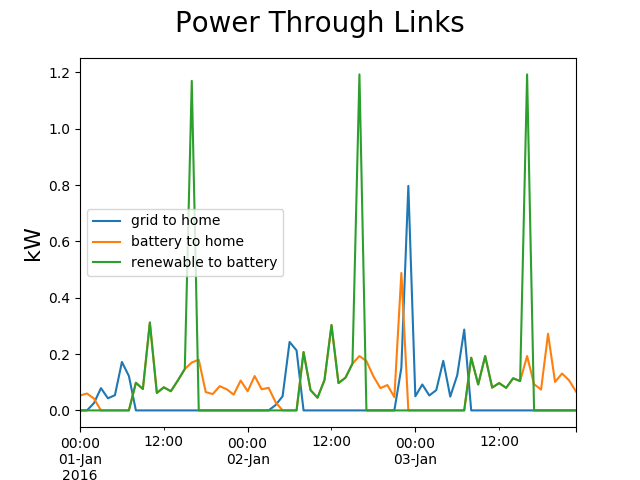 Power Through Links
kW
1.2
1.0
0.8
0.6
0.4
0.2
0.0
grid to home
battery to home
renewable to battery
00:00 12:00 00:00 12:00 00:00 12:00
01-Jan 02-Jan 03-Jan
2016